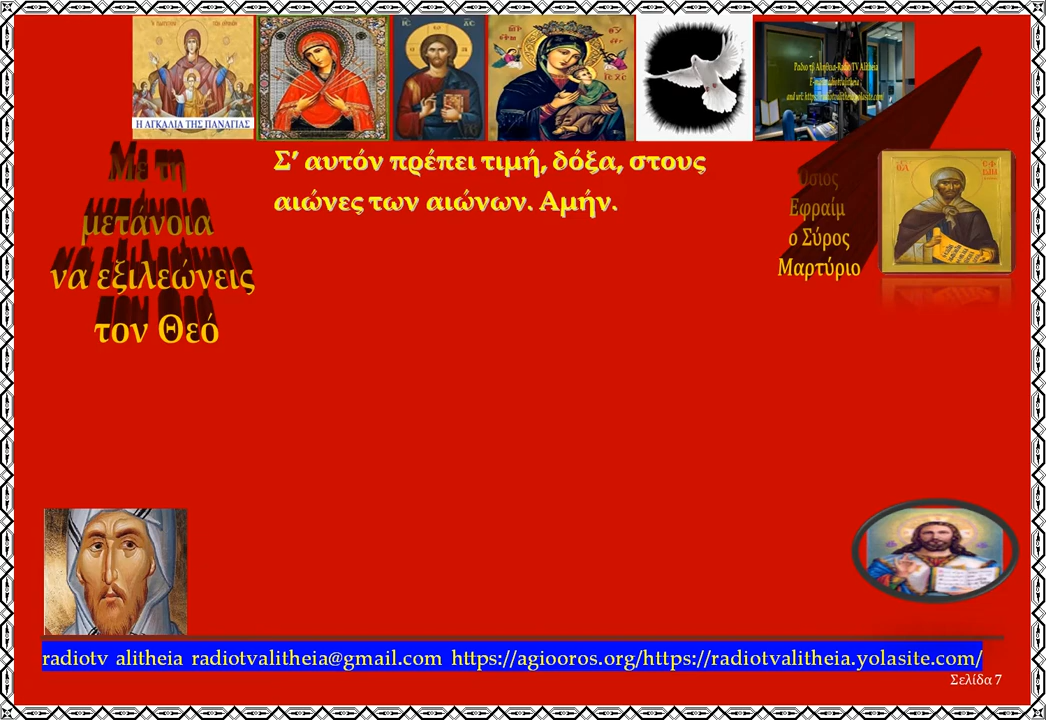 Η ΑΓΚΑΛΙΑ ΤΗΣ ΠΑΝΑΓΙΑΣ
Με τη
μετάνοια
να εξιλεώνεις
τον Θεό
Σ’ αυτόν πρέπει τιμή, δόξα, στους
αιώνες των αιώνων. Αμήν.
Όσιος
Εφραίμ
ο Σύρος
Μαρτύριο
radiotv alitheia radiotvalitheia@gmail.com https://agiooros.org/https://radiotvalitheia.yolasite.com/
Σελίδα 7